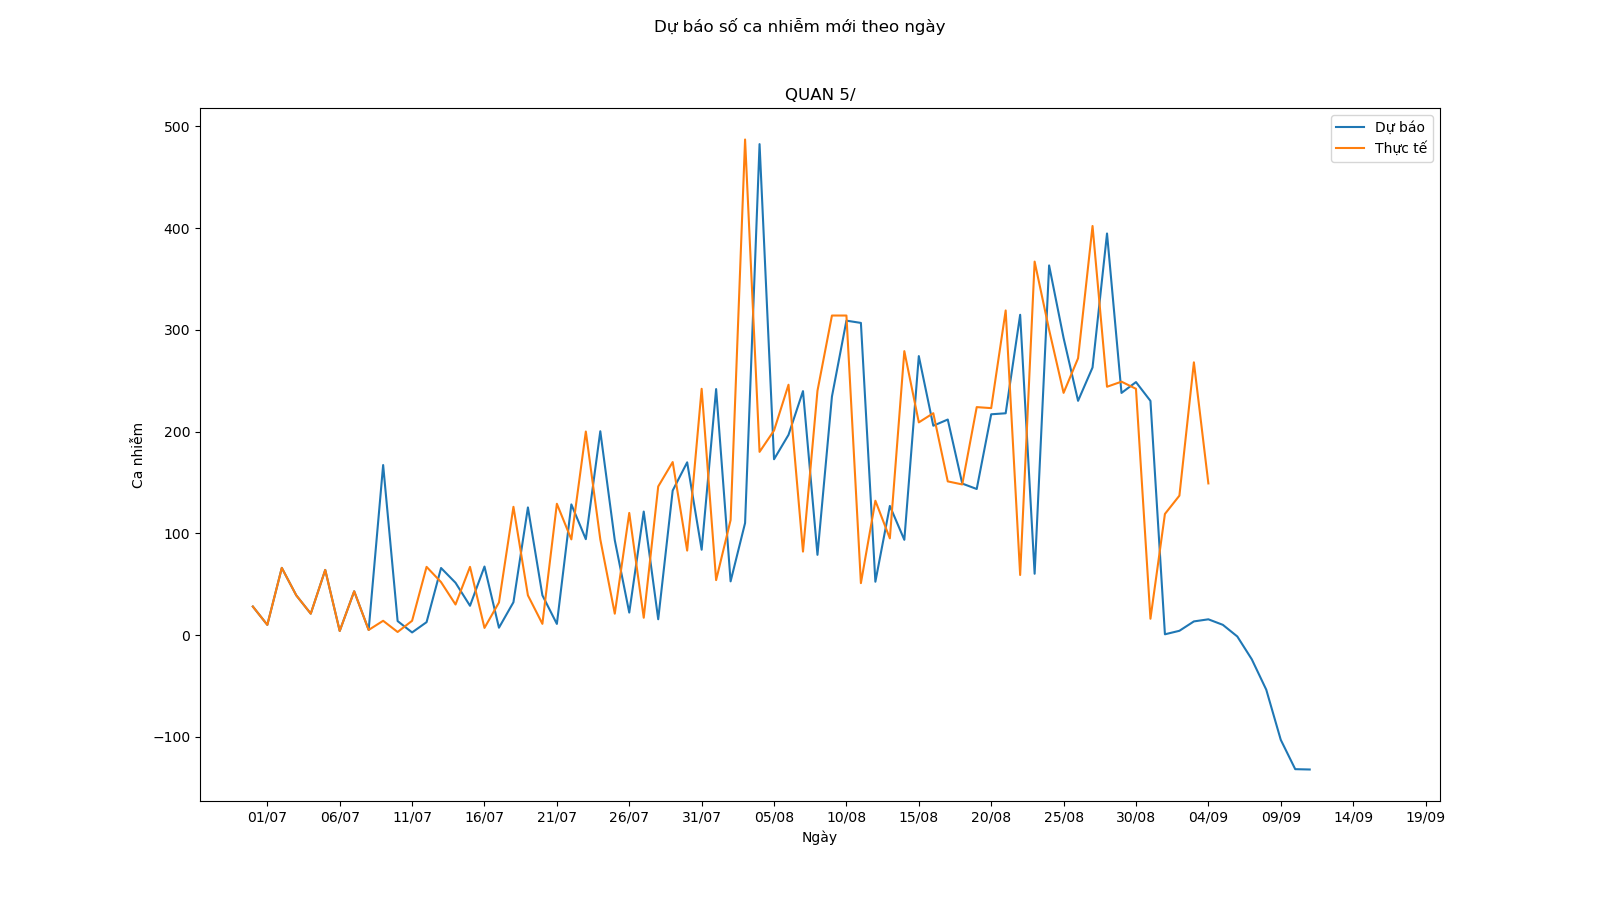 Dự báo số ca nhiễm mới theo ngày
QUAN 5/
Dự báo
Thực tế
500
400
300
200
100
0
−100
Ca nhiễm
01/07 06/07 11/07 16/07 21/07 26/07 31/07 05/08 10/08 15/08 20/08 25/08 30/08 04/09 09/09 14/09 19/09
Ngày